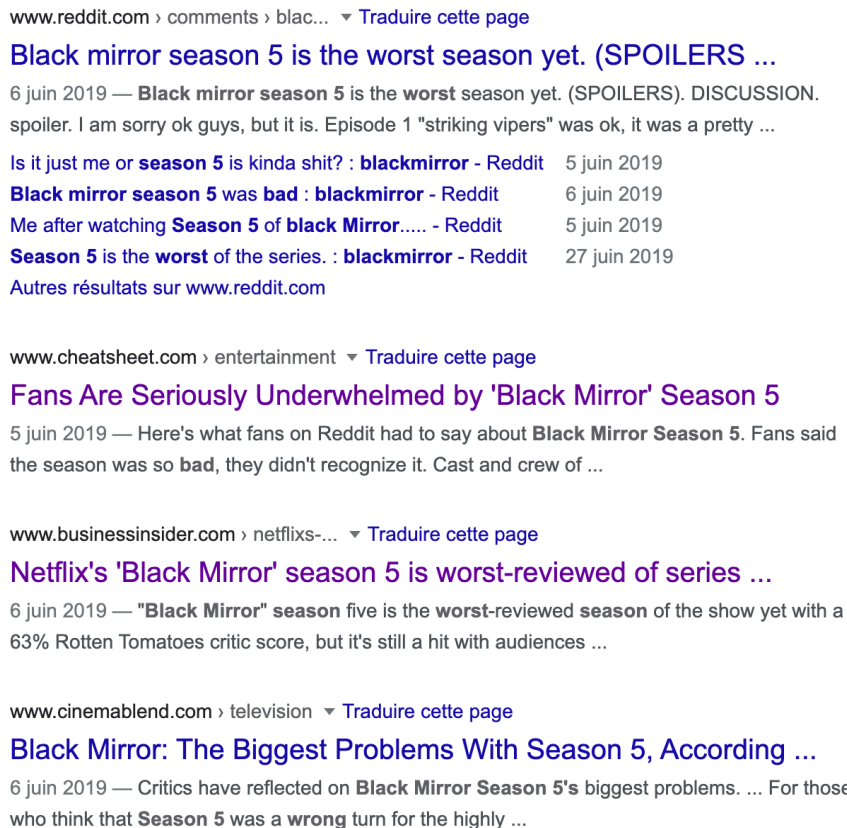 www.reddit.com › comments › blac... ▼ Traduire cette page
Black mirror season 5 is the worst season yet. (SPOILERS ...
6 juin 2019 — Black mirror season 5 is the worst season yet. (SPOILERS). DISCUSSION.
spoiler. I am sorry ok guys, but it is. Episode 1 "striking vipers" was ok, it was a pretty ...
Is it just me or season 5 is kinda shit? : blackmirror - Reddit 5 juin 2019
Black mirror season 5 was bad : blackmirror - Reddit 6 juin 2019
Me after watching Season 5 of black Mirror..... - Reddit 5 juin 2019
Season 5 is the worst of the series. : blackmirror - Reddit 27 juin 2019
Autres résultats sur www.reddit.com
www.cheatsheet.com › entertainment ▼ Traduire cette page
Fans Are Seriously Underwhelmed by 'Black Mirror' Season 5
5 juin 2019 — Here's what fans on Reddit had to say about Black Mirror Season 5. Fans said
the season was so bad, they didn't recognize it. Cast and crew of ...
www.businessinsider.com › netflixs-... ▼ Traduire cette page
Netflix's 'Black Mirror' season 5 is worst-reviewed of series ...
6 juin 2019 — "Black Mirror" season five is the worst-reviewed season of the show yet with a
63% Rotten Tomatoes critic score, but it's still a hit with audiences ...
www.cinemablend.com › television ▼ Traduire cette page
Black Mirror: The Biggest Problems With Season 5, According ...
6 juin 2019 — Critics have reflected on Black Mirror Season 5's biggest problems. ... For those
who think that Season 5 was a wrong turn for the highly ...